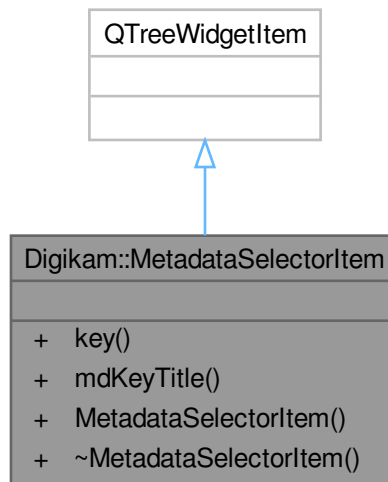 QTreeWidgetItem
Digikam::MetadataSelectorItem
+ key()
+ mdKeyTitle()
+ MetadataSelectorItem()
+ ~MetadataSelectorItem()